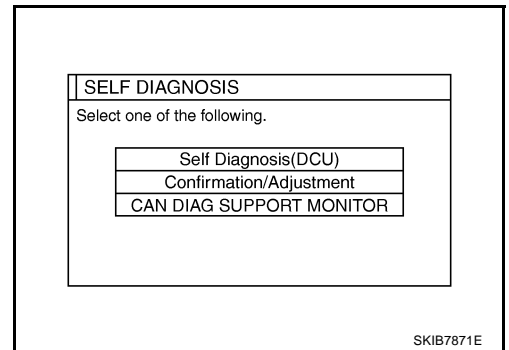 SELF DIAGNOSIS
Select one of the following.
Self Diagnosis(DCU)
Confirmation/Adjustment
CAN DIAG SUPPORT MONITOR
SKIB7871E